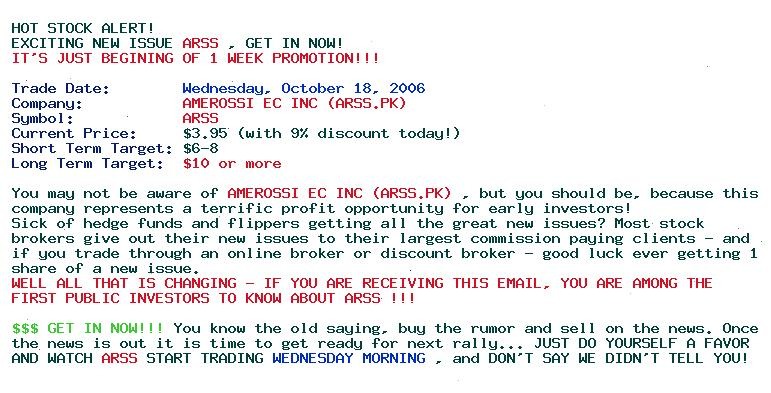 HOT STOCK ALERT!
EXCITING NEW ISSUE ARSS , GET IN NOW!
IT'S JUST BEGINING OF 1 WEEK PROMOTION!!!
Trade Date: Wednesday, October 18, 2006
Company: AMEROSSI EC INC (ARSS.PK)
Symbol: ARSS
Current Price: $3.95 (with 9% discount today!)
Short Term Target: $6-8
Long Term Target: $10 or more
You may not be aware of AMEROSSI EC INC (ARSS.PK) , but you should be, because this
company represents a terrific profit opportunity for early investors!
Sick of hedge funds and flippers getting all the great new issues? Most stock
brokers give out their new issues to their largest commission paying clients - and
if you trade through an online broker or discount broker - good luck ever getting 1
share of a new issue.
WELL ALL THAT IS CHANGING - IF YOU ARE RECEIVING THIS EMAIL, YOU ARE AMONG THE
FIRST PUBLIC INVESTORS TO KNOW ABOUT ARSS !!!
$$$ GET IN NOW!!! You know the old saying, buy the rumor and sell on the news. Once
the news is out it is time to get ready for next rally... JUST DO YOURSELF A FAVOR
AND WATCH ARSS START TRADING WEDNESDAY MORNING , and DON'T SAY WE DIDN'T TELL YOU!